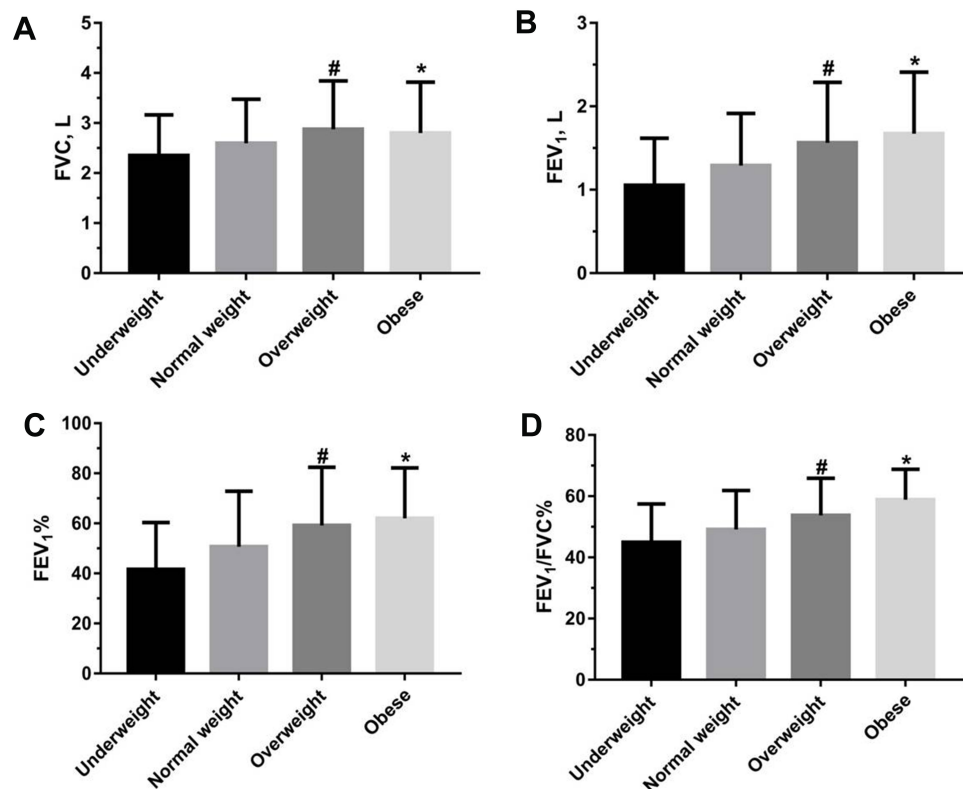 A
FVC, L
5
4
3
2
1
0
# *
Underweight
Normal weight
Overweight
Obese
B
FEV₁, L
3
2
1
0
# *
Underweight
Normal weight
Overweight
Obese
C
FEV₁%
100
80
60
40
20
0
# *
Underweight
Normal weight
Overweight
Obese
D
FEV₁/FVC%
80
60
40
20
0
# *
Underweight
Normal weight
Overweight
Obese